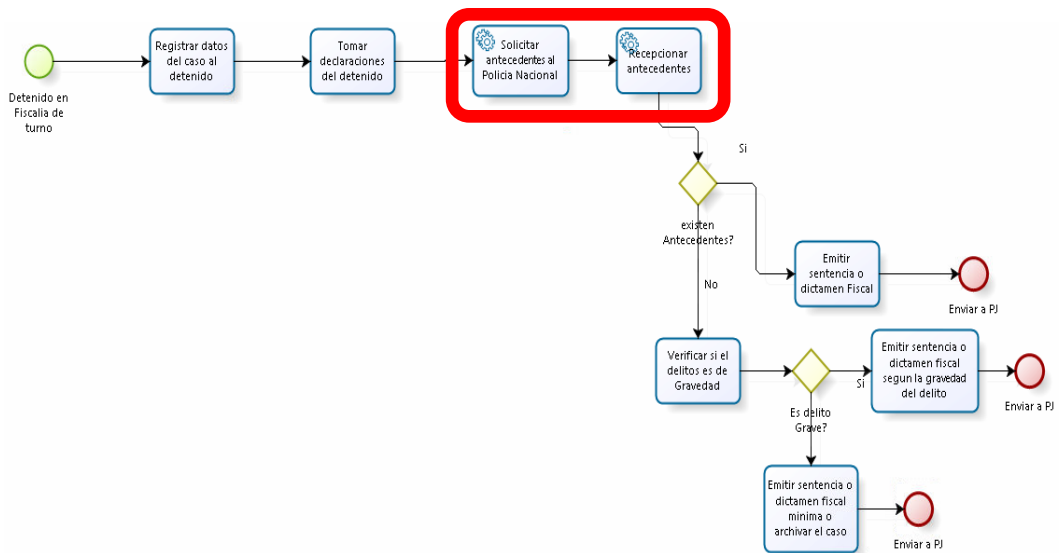 Registrar datos
del caso al
detenido
Tomar
declaraciones
del detenido
Solicitar
antecedentes al
Policia Nacional
Recepcionar
antecedentes
Detenido en
Fiscalia de
turno
Si
existen
Antecedentes?
No
Emitir
sentencia o
dictamen Fiscal
Enviar a PJ
Verificar si el
delitos es de
Gravedad
Es delito
Grave?
Si
Emitir sentencia o
dictamen fiscal
segun la gravedad
del delito
Enviar a PJ
Emitir sentencia o
dictamen fiscal
minima o
archivar el caso
Enviar a PJ